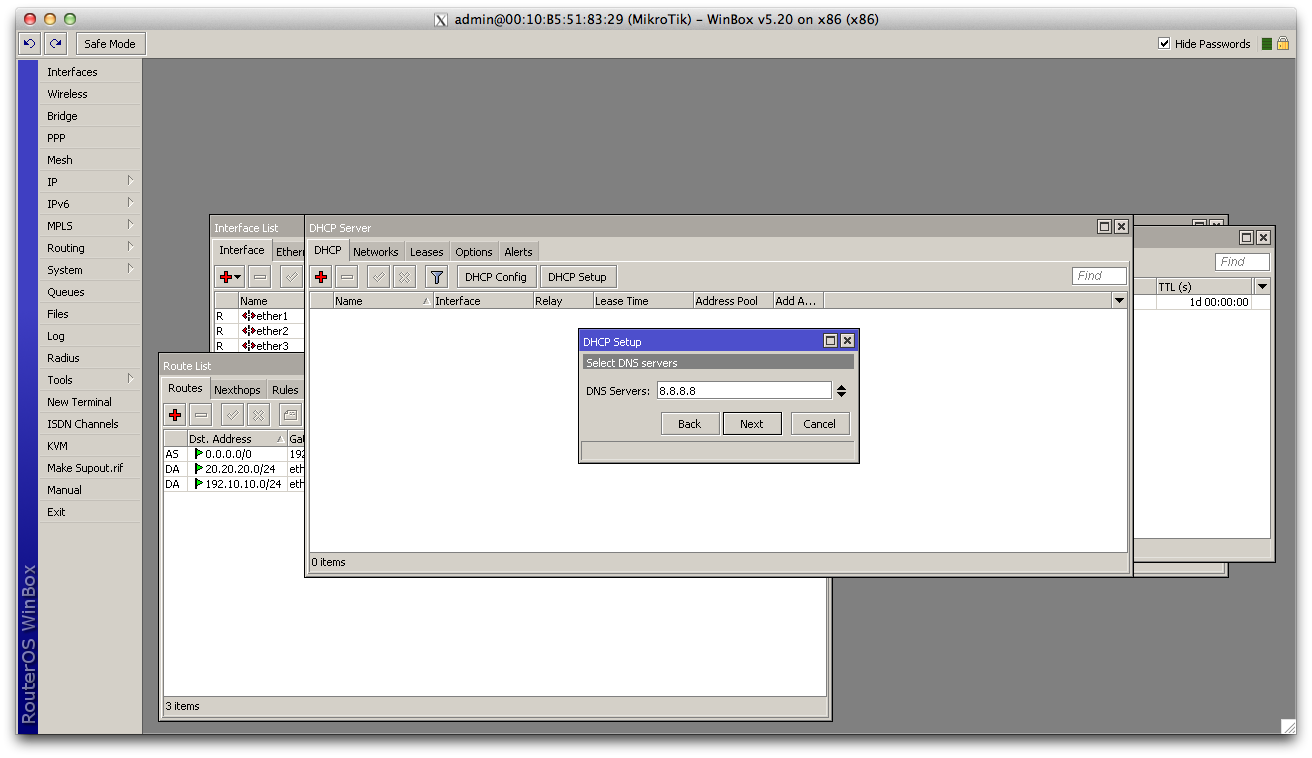 admin@00:10:B5:51:83:29 (MikroTik) - WinBox v5.20 on x86 (x86)
Safe Mode
Hide Passwords
Interfaces
Wireless
Bridge
PPP
Mesh
IP
IPv6
MPLS
Routing
System
Queues
Files
Log
Radius
Tools
New Terminal
ISDN Channels
KVM
Make Supout.rif
Manual
Exit
RouterOS WinBox
Interface List
Interface Ethern
Name
R ether1
R ether2
R ether3
DHCP Server
DHCP Networks Leases Options Alerts
DHCP Config DHCP Setup Find
Name Interface Relay Lease Time Address Pool Add A...
0 items
DHCP Setup
Select DNS servers
DNS Servers: 8.8.8.8
Back Next Cancel
Find
TTL (s)
1d 00:00:00
Route List
Routes Nexthops Rules
Dst. Address Gat
AS 0.0.0.0/0 192
DA 20.20.20.0/24 eth
DA 192.10.10.0/24 eth
3 items